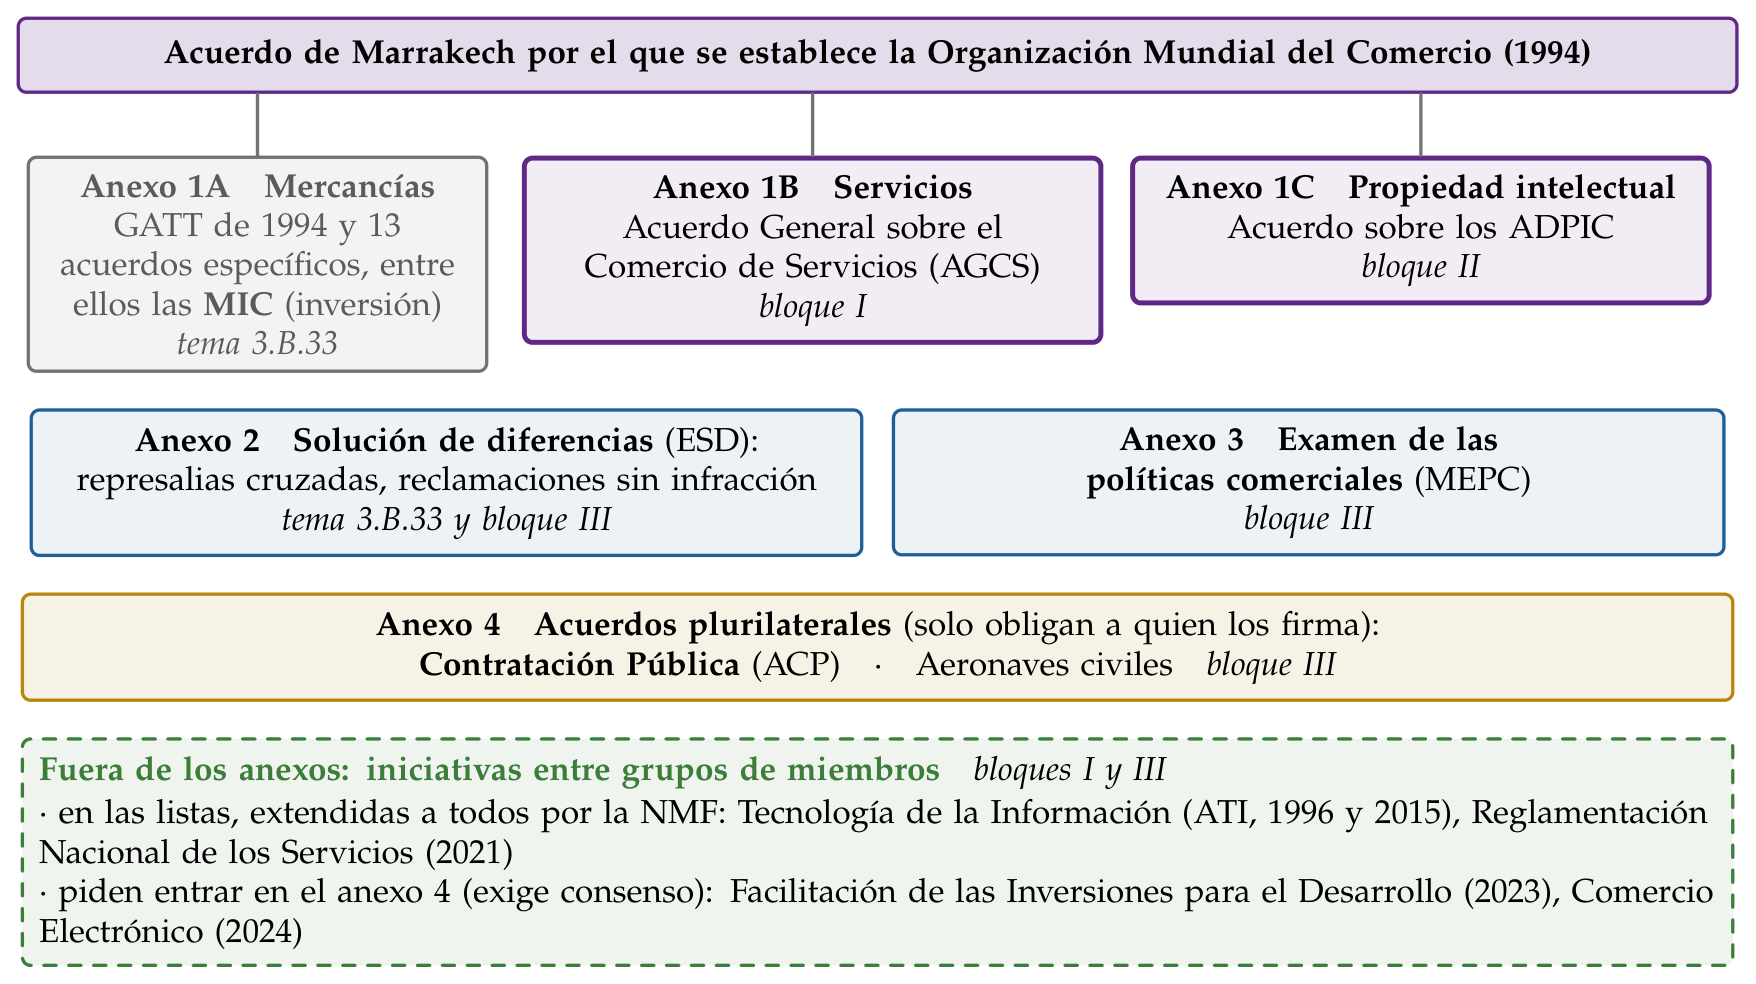 Acuerdo de Marrakech por el que se establece la Organización Mundial del Comercio (1994)
Anexo 1A Mercancías
GATT de 1994 y 13
acuerdos específicos, entre
ellos las MIC (inversión)
tema 3.B.33
Anexo 1B Servicios
Acuerdo General sobre el
Comercio de Servicios (AGCS)
bloque I
Anexo 1C Propiedad intelectual
Acuerdo sobre los ADPIC
bloque II
Anexo 2 Solución de diferencias (ESD):
represalias cruzadas, reclamaciones sin infracción
tema 3.B.33 y bloque III
Anexo 3 Examen de las
políticas comerciales (MEPC)
bloque III
Anexo 4 Acuerdos plurilaterales (solo obligan a quien los firma):
Contratación Pública (ACP) · Aeronaves civiles bloque III
Fuera de los anexos: iniciativas entre grupos de miembros bloques I y III
· en las listas, extendidas a todos por la NMF: Tecnología de la Información (ATI, 1996 y 2015), Reglamentación
Nacional de los Servicios (2021)
· piden entrar en el anexo 4 (exige consenso): Facilitación de las Inversiones para el Desarrollo (2023), Comercio
Electrónico (2024)